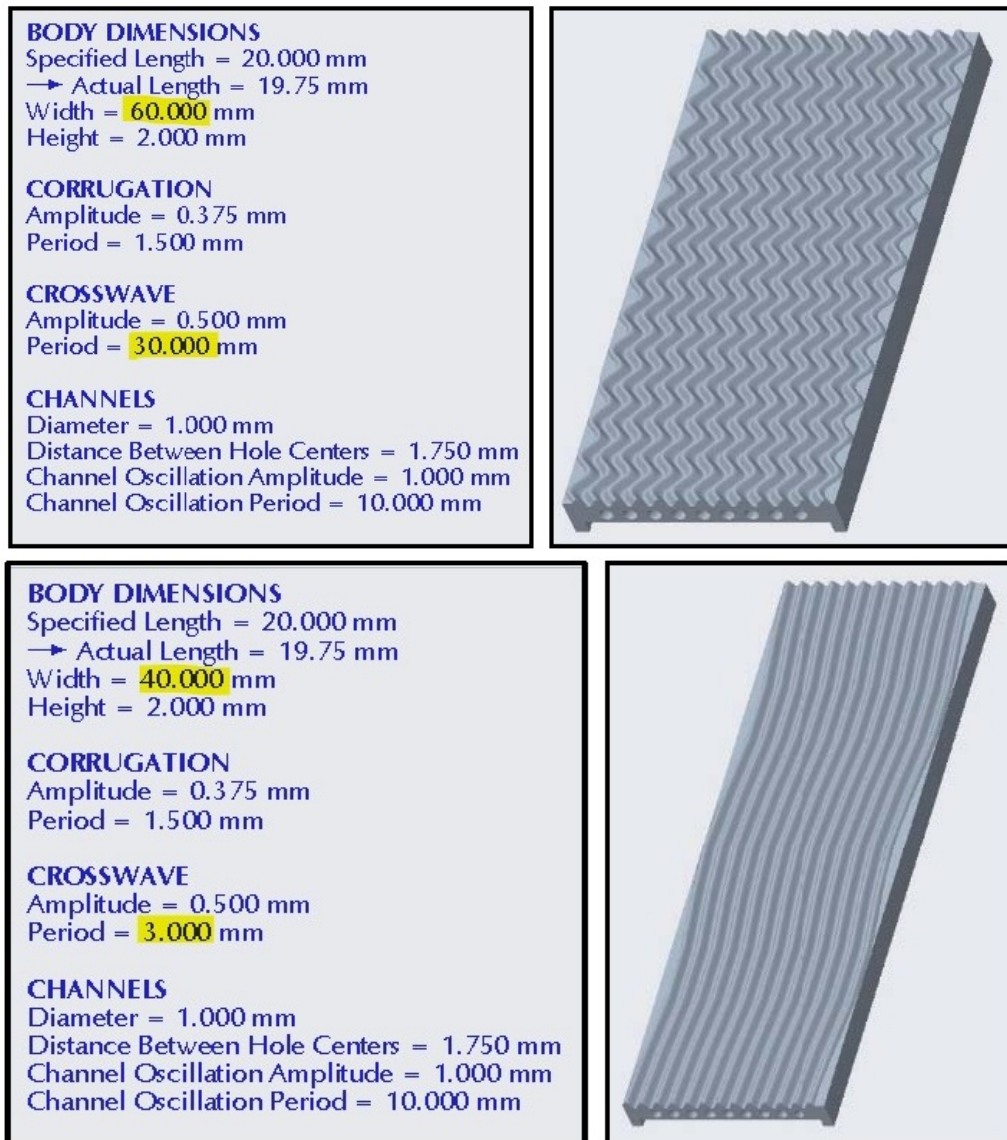 BODY DIMENSIONS
Specified Length = 20.000 mm
→ Actual Length = 19.75 mm
Width = 60.000 mm
Height = 2.000 mm
CORRUGATION
Amplitude = 0.375 mm
Period = 1.500 mm
CROSSWAVE
Amplitude = 0.500 mm
Period = 30.000 mm
CHANNELS
Diameter = 1.000 mm
Distance Between Hole Centers = 1.750 mm
Channel Oscillation Amplitude = 1.000 mm
Channel Oscillation Period = 10.000 mm
BODY DIMENSIONS
Specified Length = 20.000 mm
→ Actual Length = 19.75 mm
Width = 40.000 mm
Height = 2.000 mm
CORRUGATION
Amplitude = 0.375 mm
Period = 1.500 mm
CROSSWAVE
Amplitude = 0.500 mm
Period = 3.000 mm
CHANNELS
Diameter = 1.000 mm
Distance Between Hole Centers = 1.750 mm
Channel Oscillation Amplitude = 1.000 mm
Channel Oscillation Period = 10.000 mm